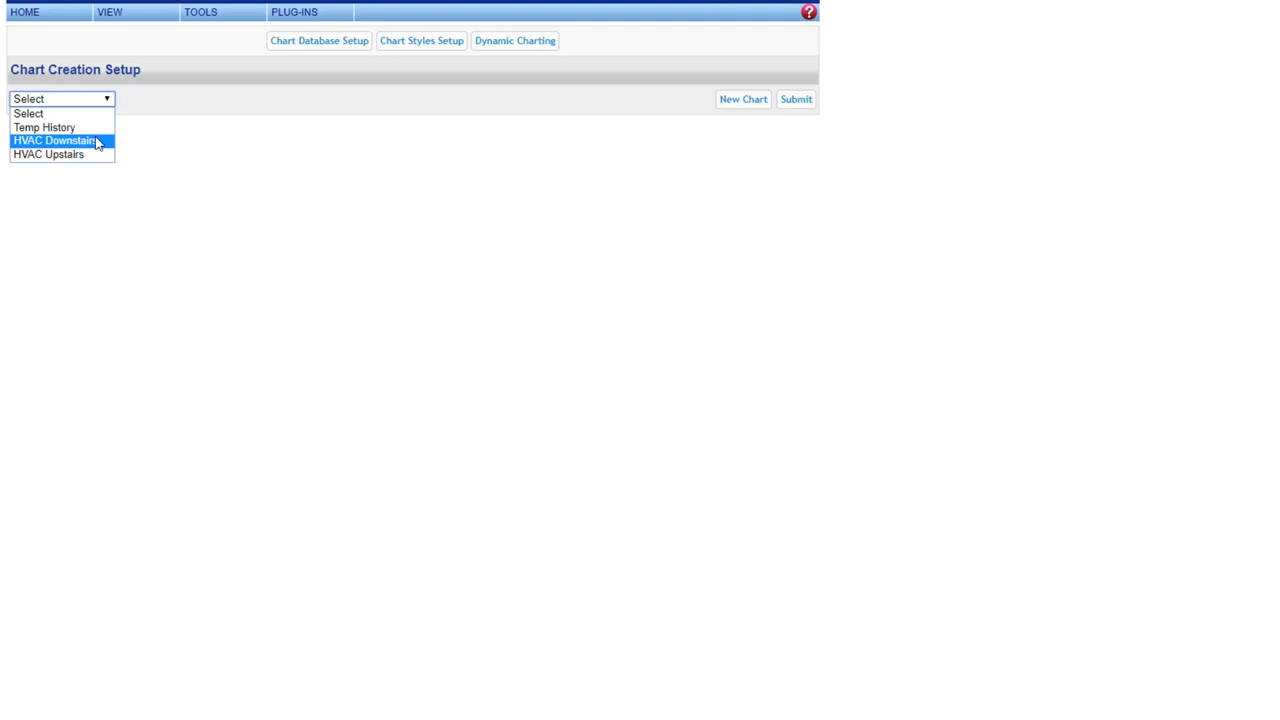 HOME VIEW TOOLS PLUG-INS ?
Chart Database Setup Chart Styles Setup Dynamic Charting
Chart Creation Setup
Select New Chart Submit
Select
Temp History
HVAC Downstairs
HVAC Upstairs